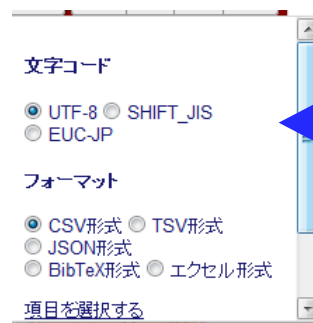 文字コード
UTF-8 SHIFT_JIS
EUC-JP
フォーマット
CSV形式 TSV形式
JSON形式
BibTeX形式 エクセル形式
項目を選択する